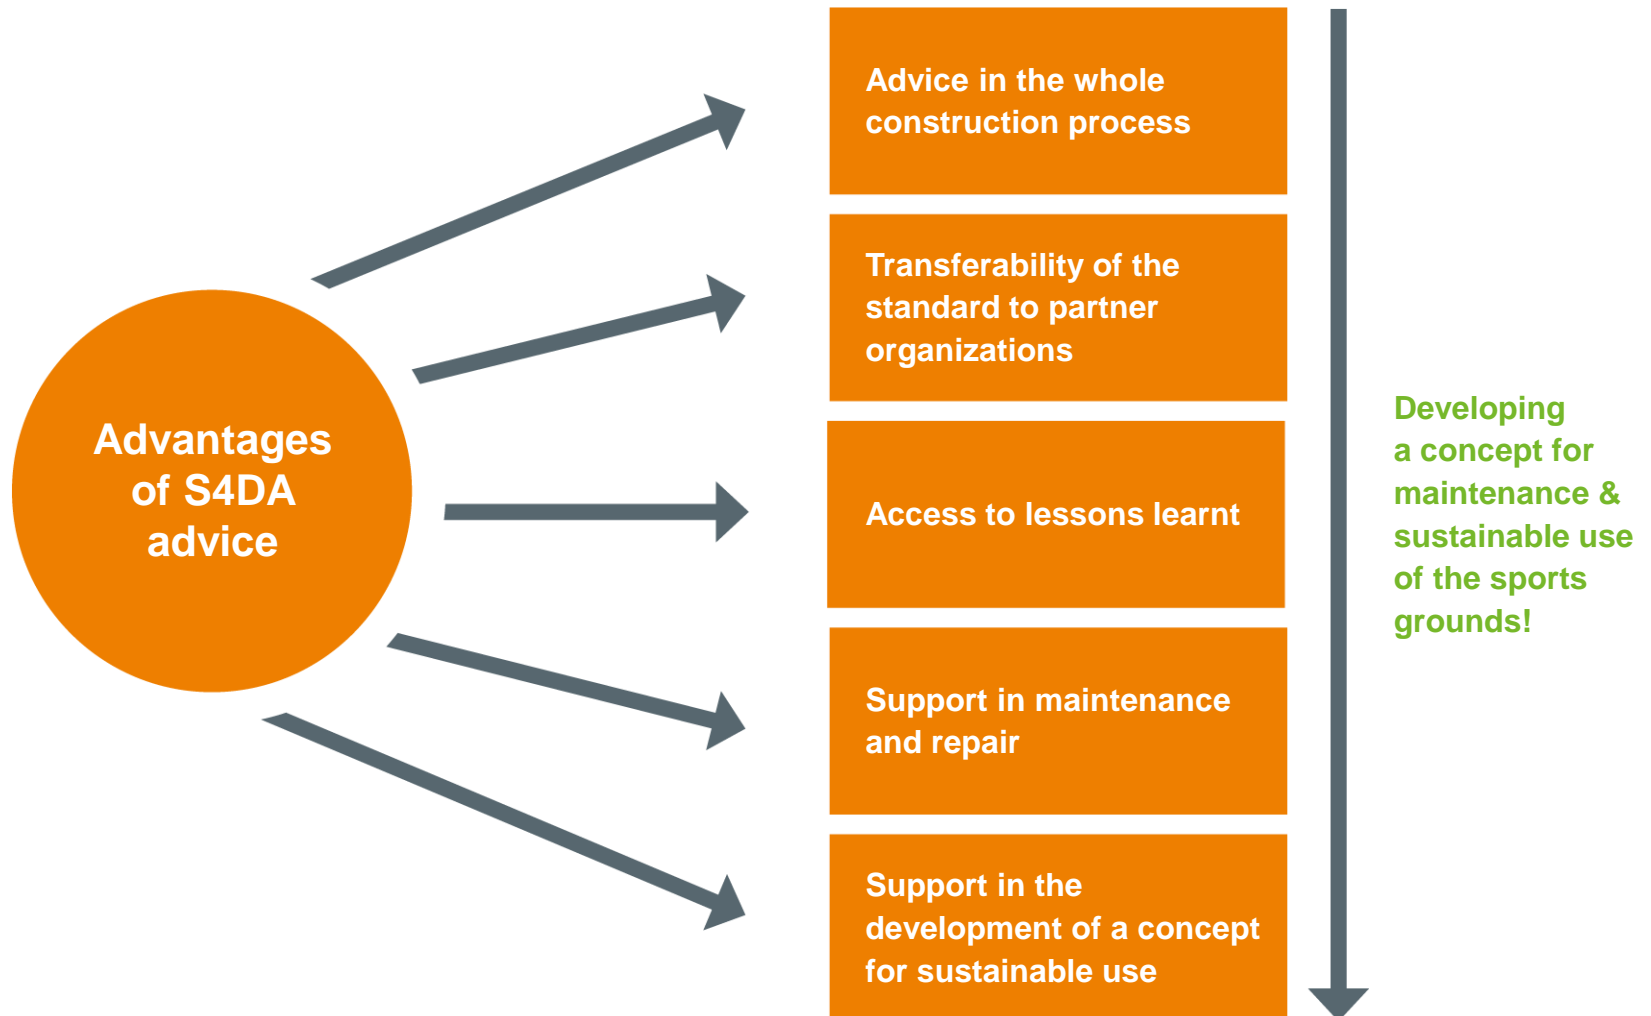 Advantages
of S4DA
advice
Advice in the whole
construction process
Transferability of the
standard to partner
organizations
Access to lessons learnt
Support in maintenance
and repair
Support in the
development of a concept
for sustainable use
Developing
a concept for
maintenance &
sustainable use
of the sports
grounds!